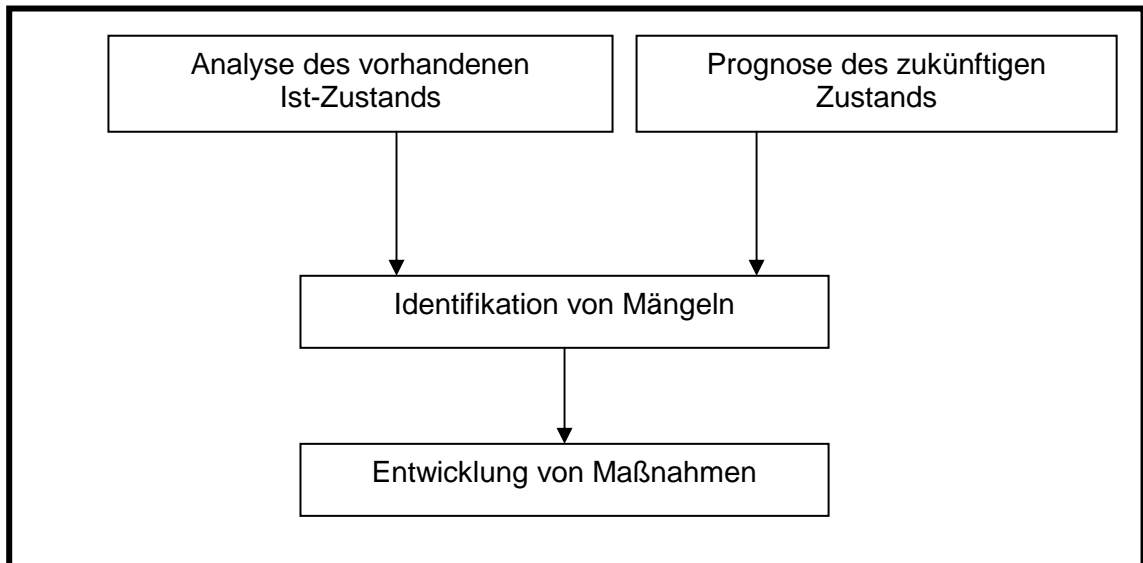 Analyse des vorhandenen
Ist-Zustands
Prognose des zukünftigen
Zustands
Identifikation von Mängeln
Entwicklung von Maßnahmen